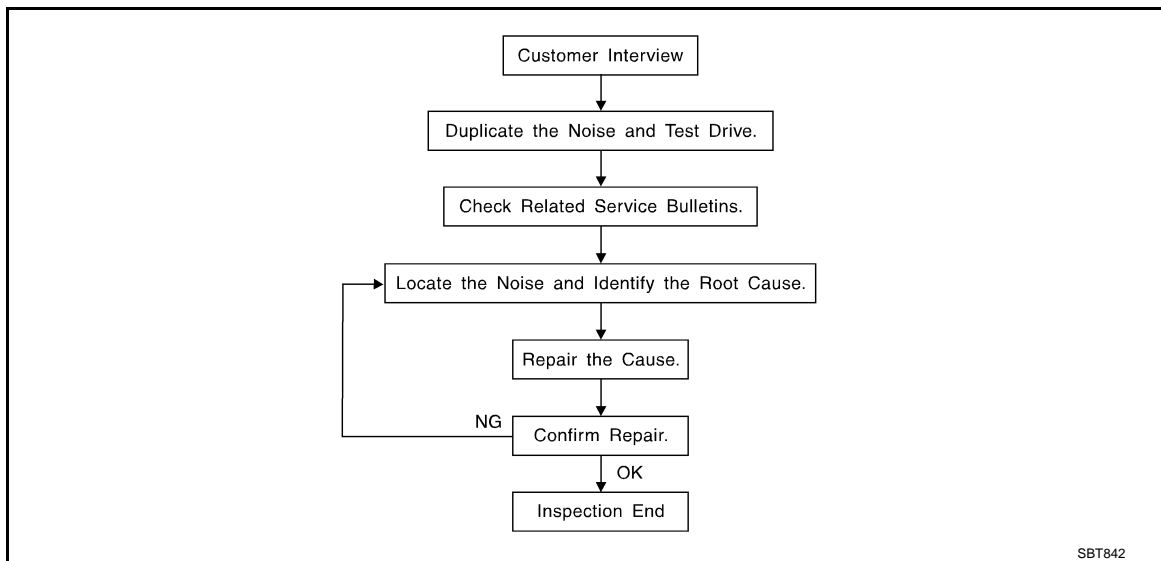 Customer Interview
Duplicate the Noise and Test Drive.
Check Related Service Bulletins.
Locate the Noise and Identify the Root Cause.
Repair the Cause.
NG
Confirm Repair.
OK
Inspection End
SBT842